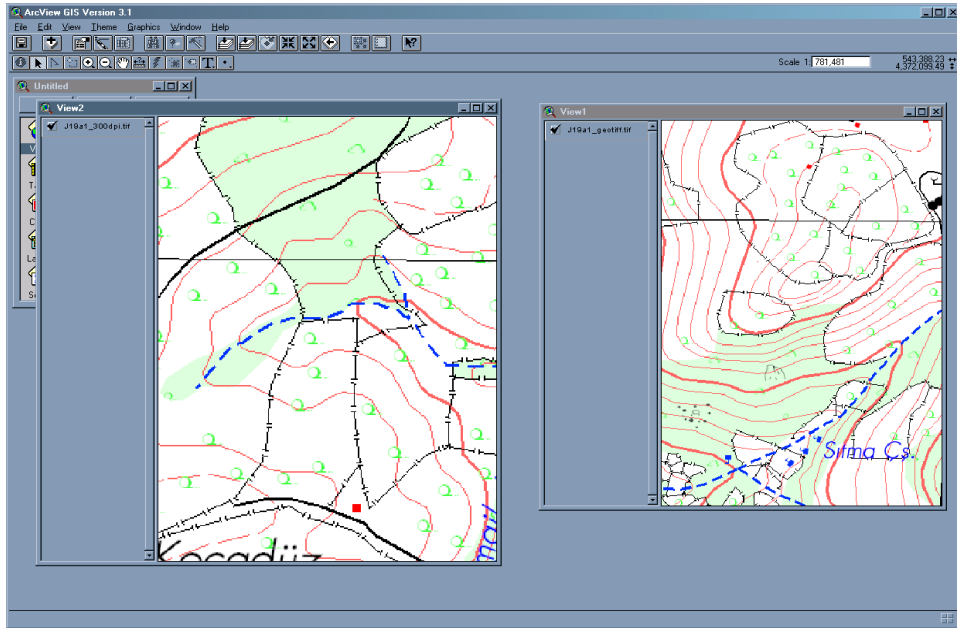 ArcView GIS Version 3.1
File Edit View Theme Graphics Window Help
Scale 1: 781,481
543,388.23
4,372,099.49
Untitled
View2
J19a1_300dpi.tif
View1
J19a1_geotiff.tif
Sıtma Cs.
Kocadüz